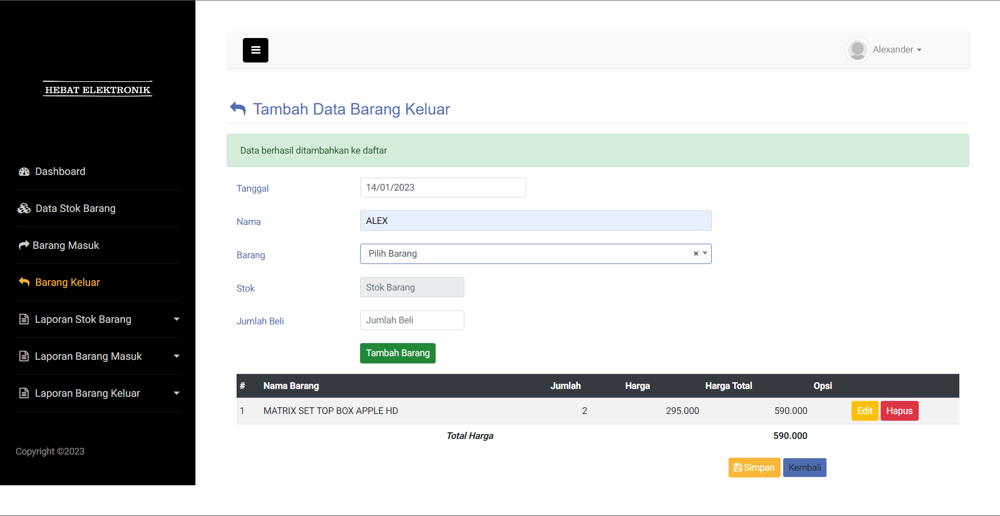 HEBAT ELEKTRONIK
Dashboard
Data Stok Barang
Barang Masuk
Barang Keluar
Laporan Stok Barang
Laporan Barang Masuk
Laporan Barang Keluar
Copyright ©2023
Alexander
Tambah Data Barang Keluar
Data berhasil ditambahkan ke daftar
Tanggal 14/01/2023
Nama ALEX
Barang Pilih Barang ×
Stok Stok Barang
Jumlah Beli Jumlah Beli
Tambah Barang
# Nama Barang Jumlah Harga Harga Total Opsi
1 MATRIX SET TOP BOX APPLE HD 2 295.000 590.000 Edit Hapus
Total Harga 590.000
Simpan Kembali